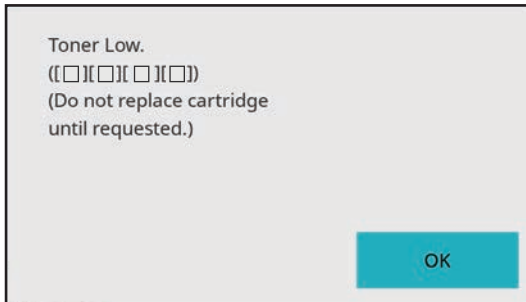 Toner Low.
([□][□][□][□])
(Do not replace cartridge
until requested.)
OK